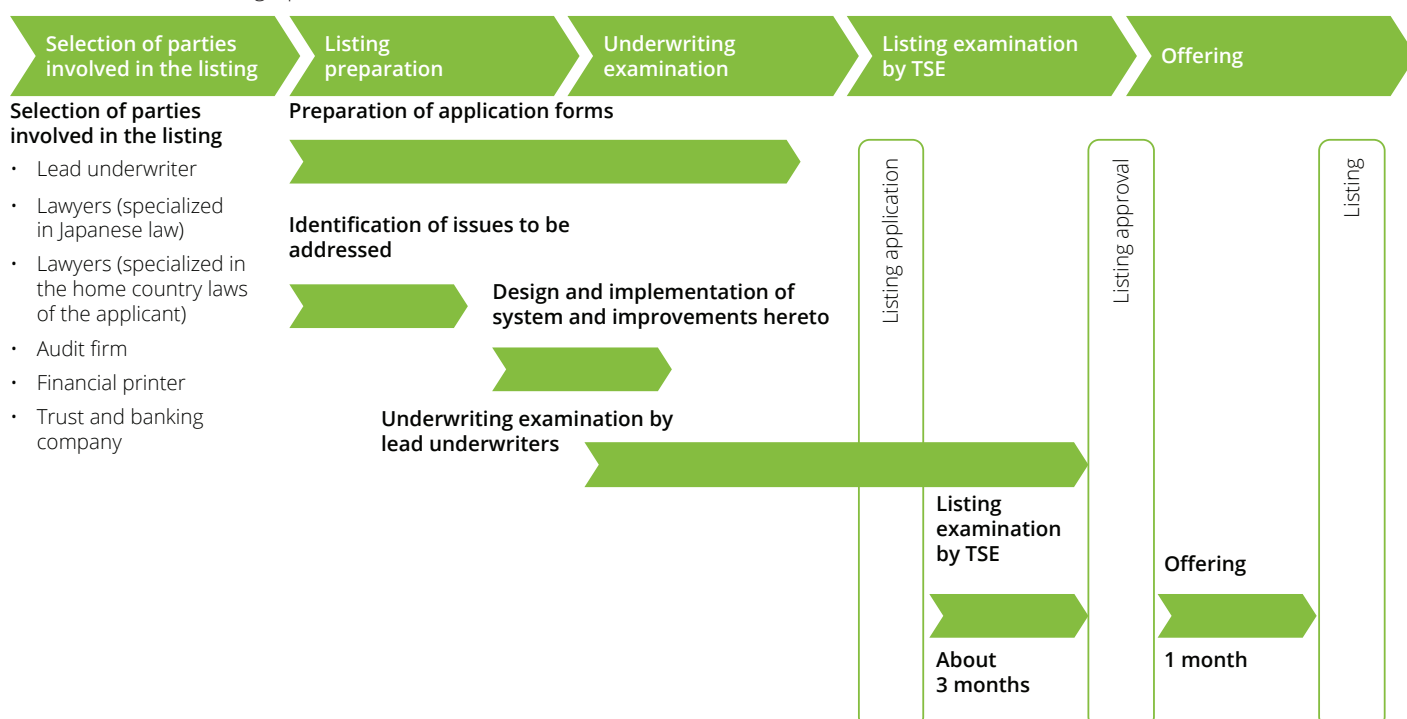 Selection of parties
involved in the listing
Listing
preparation
Underwriting
examination
Listing examination
by TSE
Offering
Selection of parties
involved in the listing
• Lead underwriter
• Lawyers (specialized
in Japanese law)
• Lawyers (specialized in
the home country laws
of the applicant)
• Audit firm
• Financial printer
• Trust and banking
company
Preparation of application forms
Identification of issues to be
addressed
Design and implementation of
system and improvements hereto
Underwriting examination by
lead underwriters
Listing application
Listing
examination
by TSE
About
3 months
Listing approval
Offering
1 month
Listing